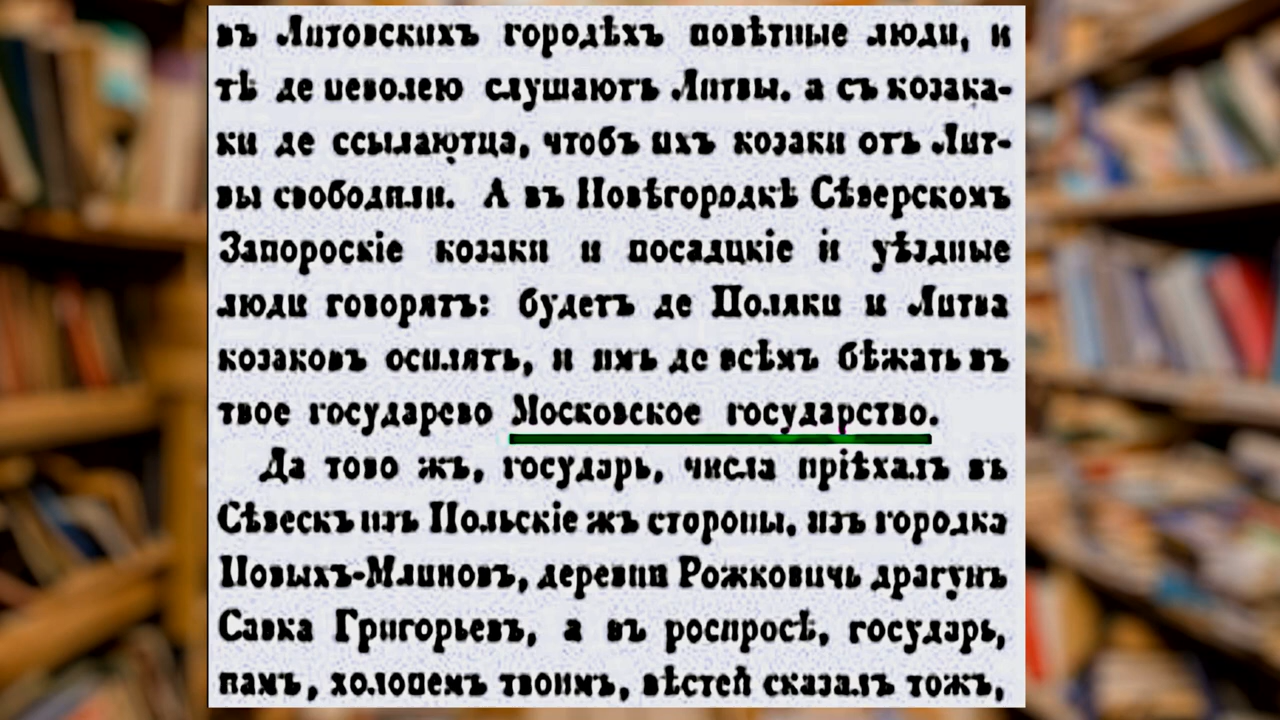 въ Литовскихъ городѣхъ повѣтные люди, и
тѣ де неволею слушаютъ Литвы. а съ козака-
ки де ссылаютца, чтобъ ихъ козаки отъ Лит-
вы свободили. А въ Новѣгородкѣ Сѣверскомъ
Запороскіе козаки и посадцкіе и уѣздные
люди говорятъ: будетъ де Поляки и Литва
козаковъ осилять, и имъ де всѣмъ бѣжать въ
твое государево Московское государство.
Да тово жъ, государь, числа пріѣхалъ въ
Сѣвескъ изъ Польскіе жъ стороны, изъ городка
Новыхъ-Млиновъ, деревни Рожковичь драгунъ
Савка Григорьевъ, а въ роспросѣ, государь,
намъ, холопемъ твоимъ, вѣстей сказалъ тожъ,